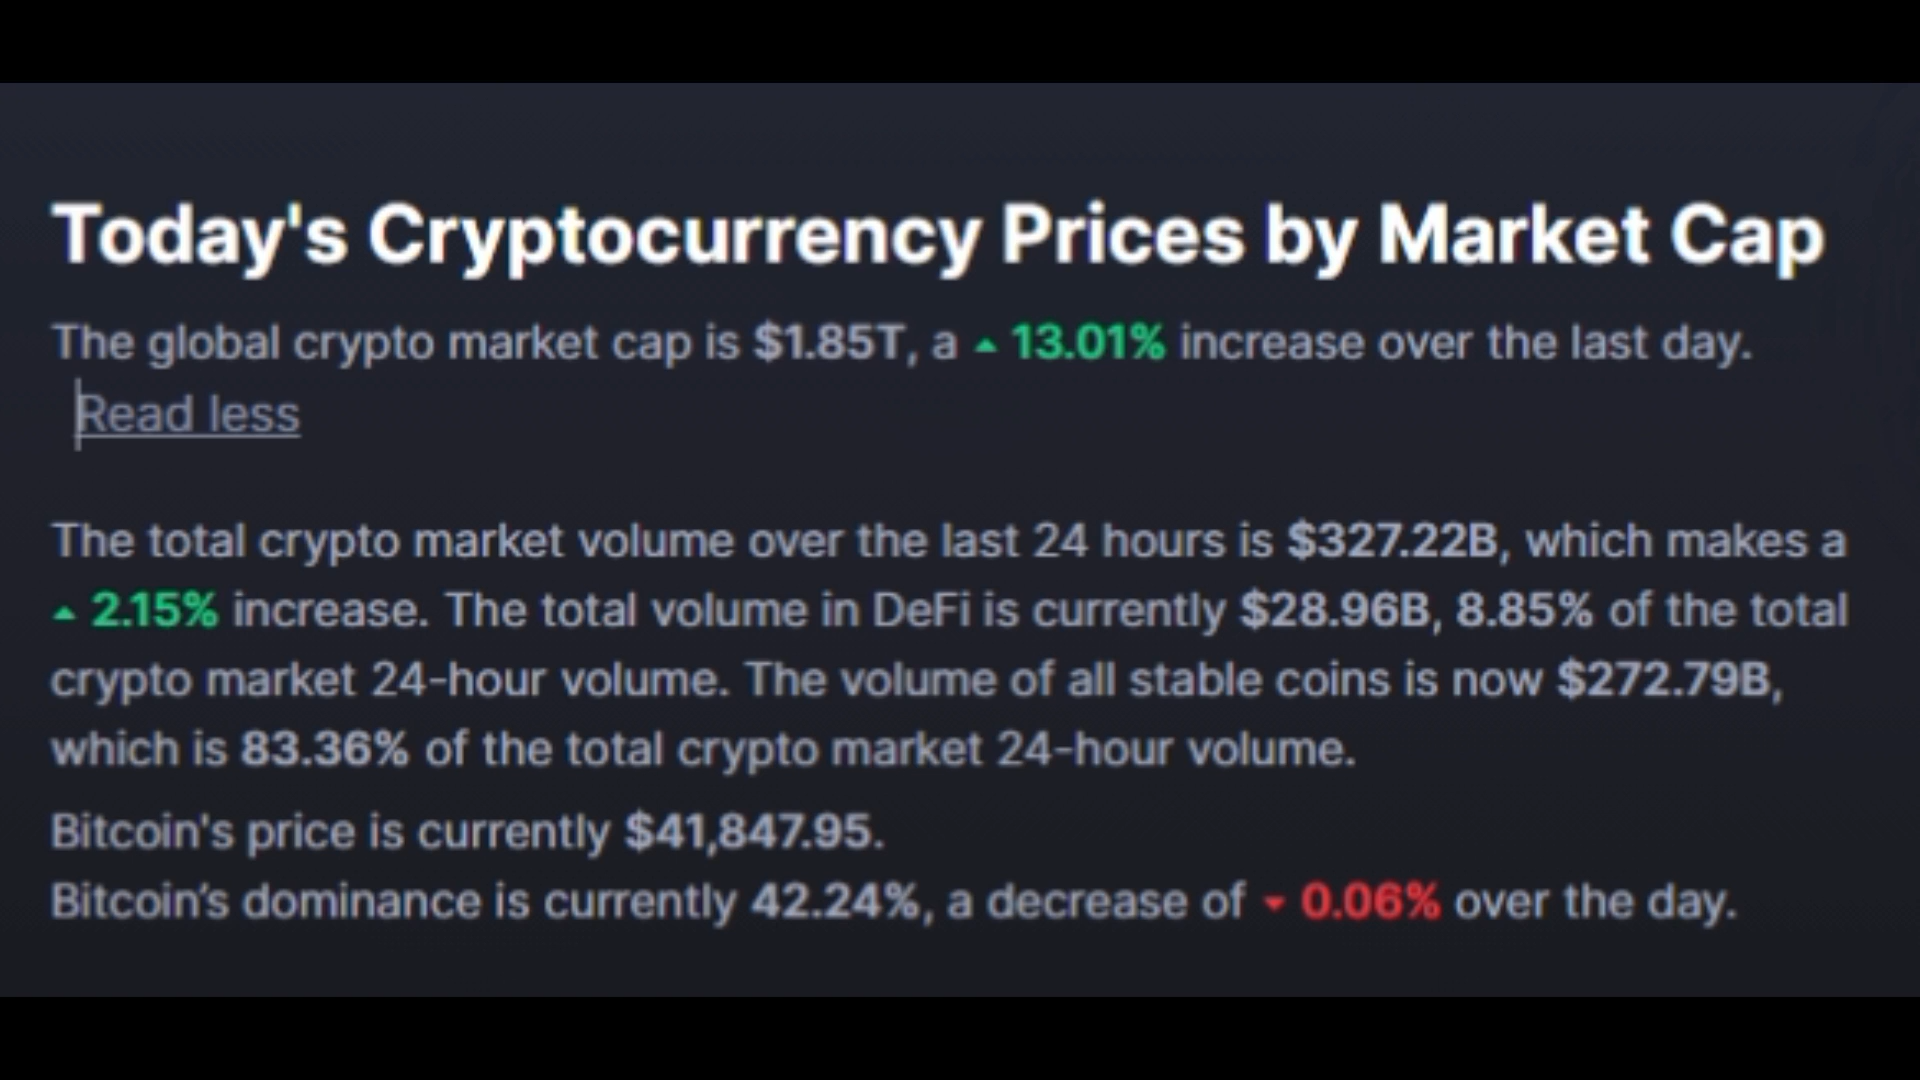 Today's Cryptocurrency Prices by Market Cap
The global crypto market cap is $1.85T, a ▲ 13.01% increase over the last day.
Read less
The total crypto market volume over the last 24 hours is $327.22B, which makes a
▲ 2.15% increase. The total volume in DeFi is currently $28.96B, 8.85% of the total
crypto market 24-hour volume. The volume of all stable coins is now $272.79B,
which is 83.36% of the total crypto market 24-hour volume.
Bitcoin's price is currently $41,847.95.
Bitcoin’s dominance is currently 42.24%, a decrease of ▼ 0.06% over the day.